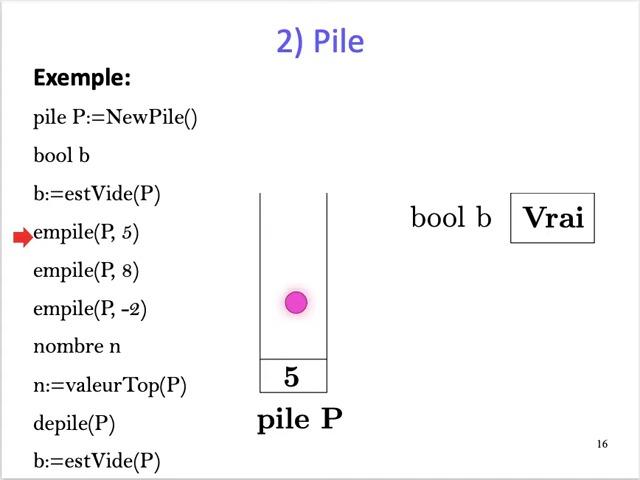 2) Pile
Exemple:
pile P:=NewPile()
bool b
b:=estVide(P)
empile(P, 5)
empile(P, 8)
empile(P, -2)
nombre n
n:=valeurTop(P)
depile(P)
b:=estVide(P)
5
pile P
bool b Vrai
16